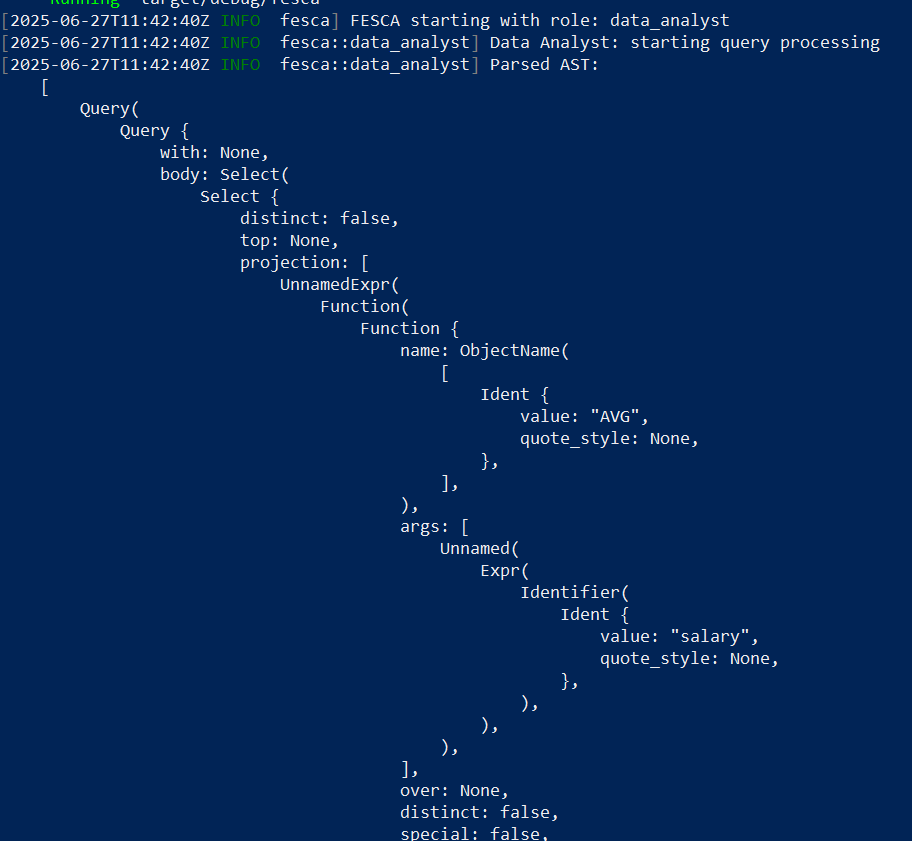 Running `target/debug/fesca`
[2025-06-27T11:42:40Z INFO  fesca] FESCA starting with role: data_analyst
[2025-06-27T11:42:40Z INFO  fesca::data_analyst] Data Analyst: starting query processing
[2025-06-27T11:42:40Z INFO  fesca::data_analyst] Parsed AST:
    [
        Query(
            Query {
                with: None,
                body: Select(
                    Select {
                        distinct: false,
                        top: None,
                        projection: [
                            UnnamedExpr(
                                Function(
                                    Function {
                                        name: ObjectName(
                                            [
                                                Ident {
                                                    value: "AVG",
                                                    quote_style: None,
                                                },
                                            ],
                                        ),
                                        args: [
                                            Unnamed(
                                                Expr(
                                                    Identifier(
                                                        Ident {
                                                            value: "salary",
                                                            quote_style: None,
                                                        },
                                                    ),
                                                ),
                                            ),
                                        ],
                                        over: None,
                                        distinct: false,
                                        special: false,